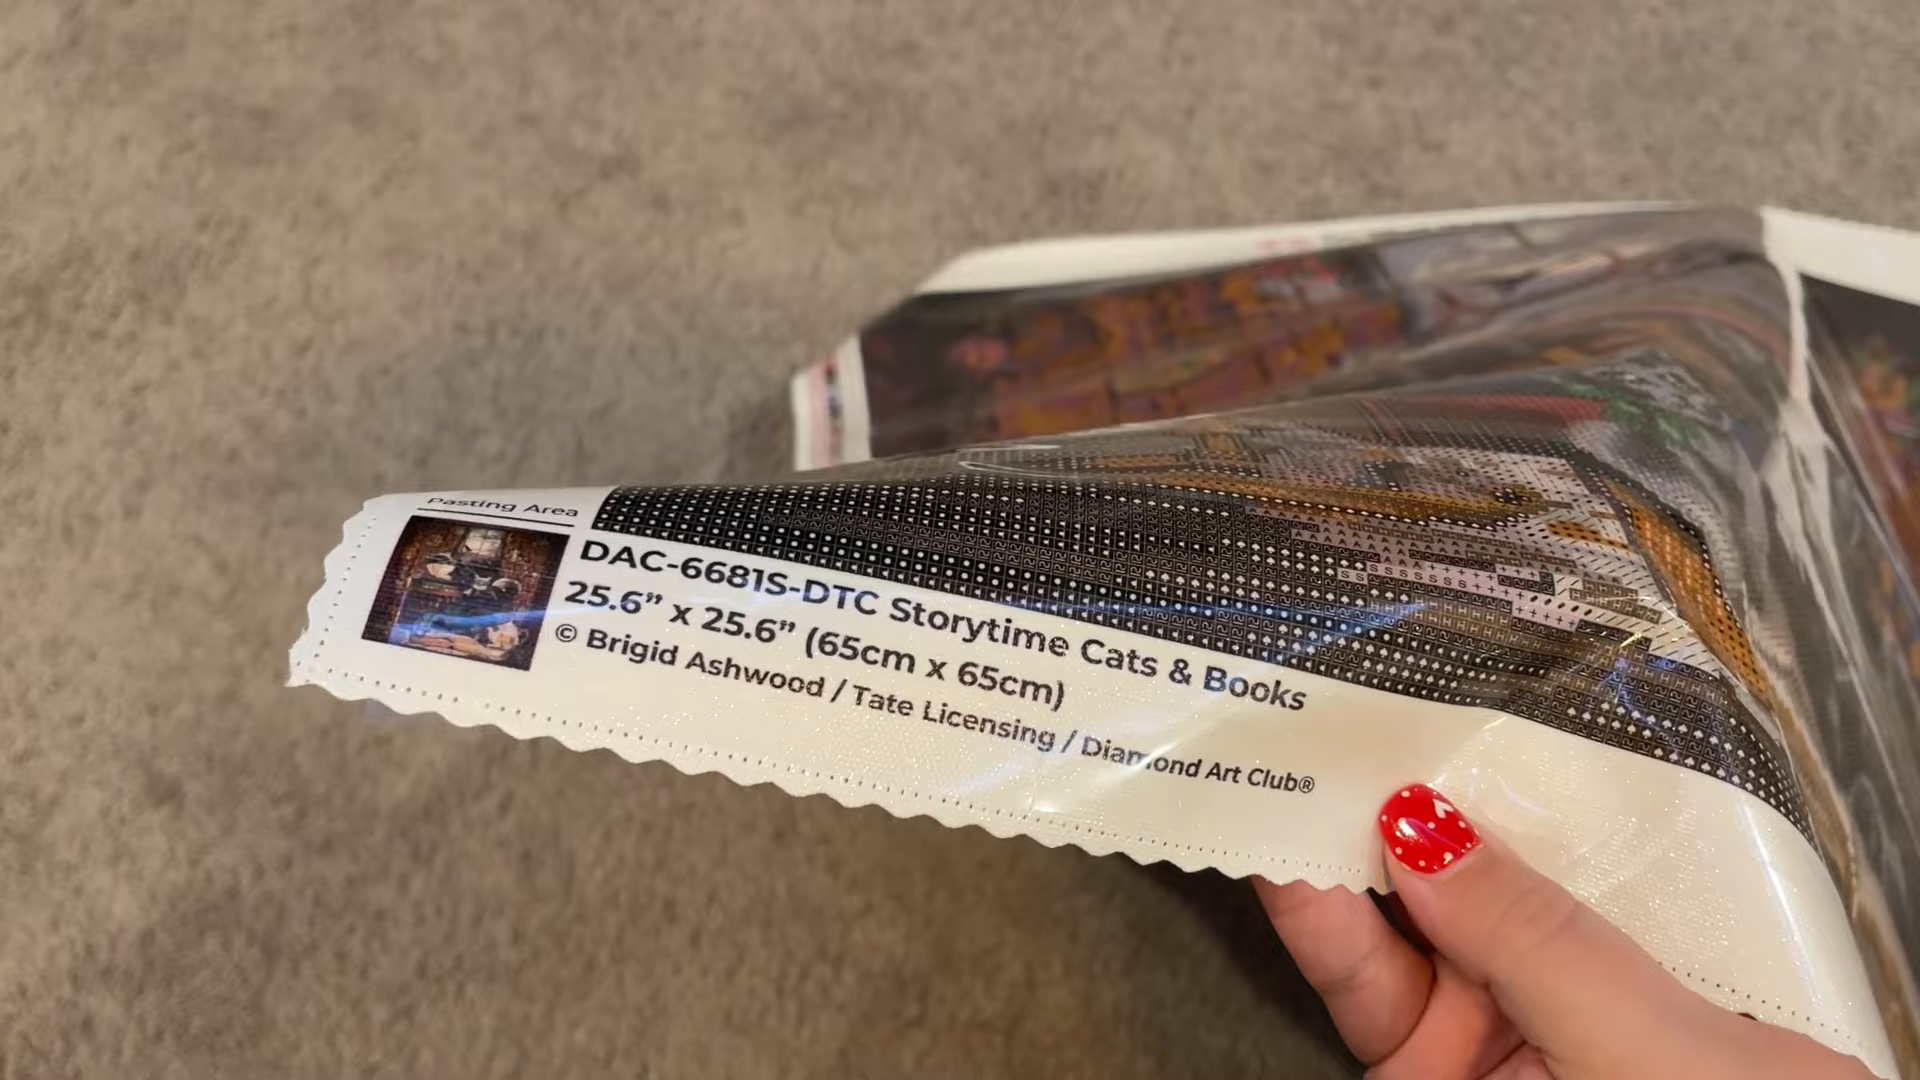 Pasting Area
DAC-6681S-DTC Storytime Cats & Books
25.6” x 25.6” (65cm x 65cm)
© Brigid Ashwood / Tate Licensing / Diamond Art Club®